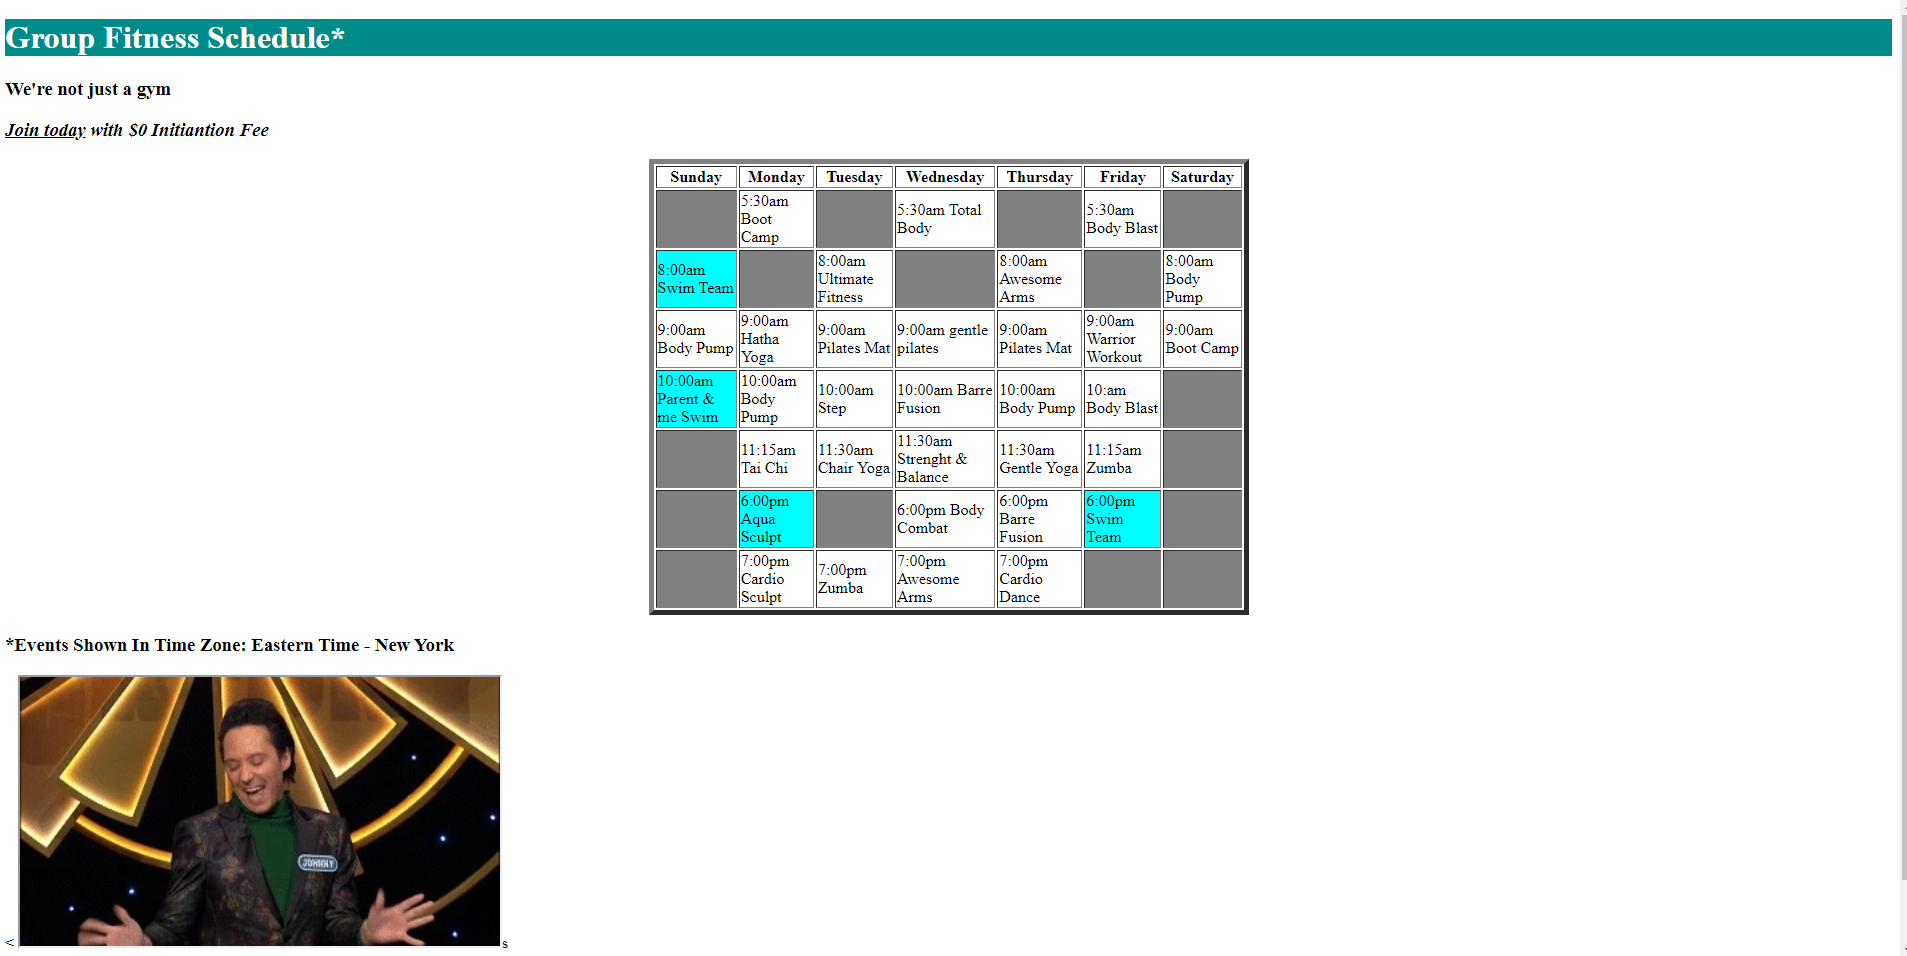 Group Fitness Schedule*
We're not just a gym
Join today with $0 Initiantion Fee
Sunday Monday Tuesday Wednesday Thursday Friday Saturday
5:30am
Boot
Camp
5:30am Total
Body
5:30am
Body Blast
8:00am
Swim Team
8:00am
Ultimate
Fitness
8:00am
Awesome
Arms
8:00am
Body
Pump
9:00am
Body Pump
9:00am
Hatha
Yoga
9:00am
Pilates Mat
9:00am gentle
pilates
9:00am
Pilates Mat
9:00am
Warrior
Workout
9:00am
Boot Camp
10:00am
Parent &
me Swim
10:00am
Body
Pump
10:00am
Step
10:00am Barre
Fusion
10:00am
Body Pump
10:am
Body Blast
11:15am
Tai Chi
11:30am
Chair Yoga
11:30am
Strenght &
Balance
11:30am
Gentle Yoga
11:15am
Zumba
6:00pm
Aqua
Sculpt
6:00pm Body
Combat
6:00pm
Barre
Fusion
6:00pm
Swim
Team
7:00pm
Cardio
Sculpt
7:00pm
Zumba
7:00pm
Awesome
Arms
7:00pm
Cardio
Dance
*Events Shown In Time Zone: Eastern Time - New York
JOHNNY
< s